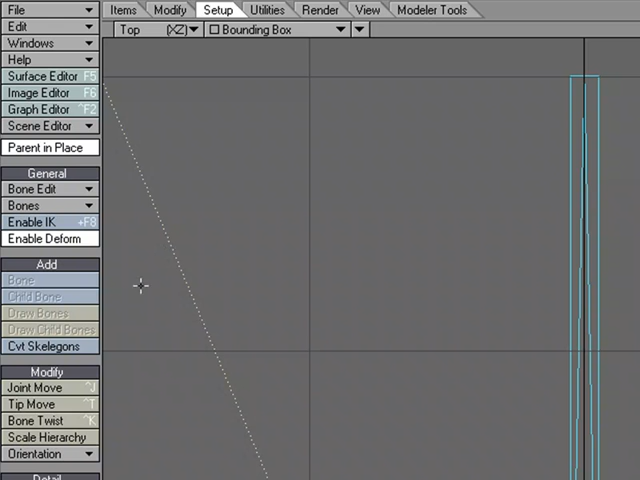 File Items Modify Setup Utilities Render View Modeler Tools
Edit Top (XZ) Bounding Box
Windows
Help
Surface Editor F5
Image Editor F6
Graph Editor ^F2
Scene Editor
Parent in Place
General
Bone Edit
Bones
Enable IK +F8
Enable Deform
Add
Bone
Child Bone
Draw Bones
Draw Child Bones
Cvt Skelegons
Modify
Joint Move ^J
Tip Move ^T
Bone Twist ^K
Scale Hierarchy
Orientation
Detail